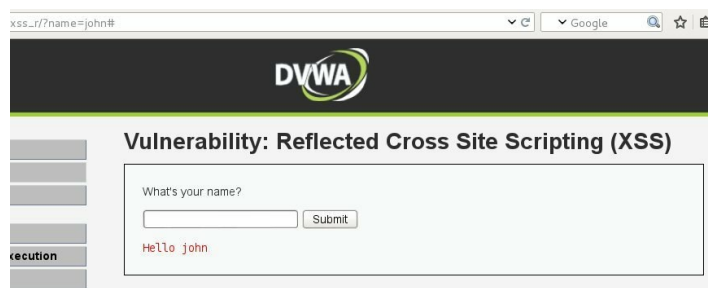 xss_r/?name=john#
Google
DVWA
Vulnerability: Reflected Cross Site Scripting (XSS)
What's your name?
Submit
Hello john
xecution